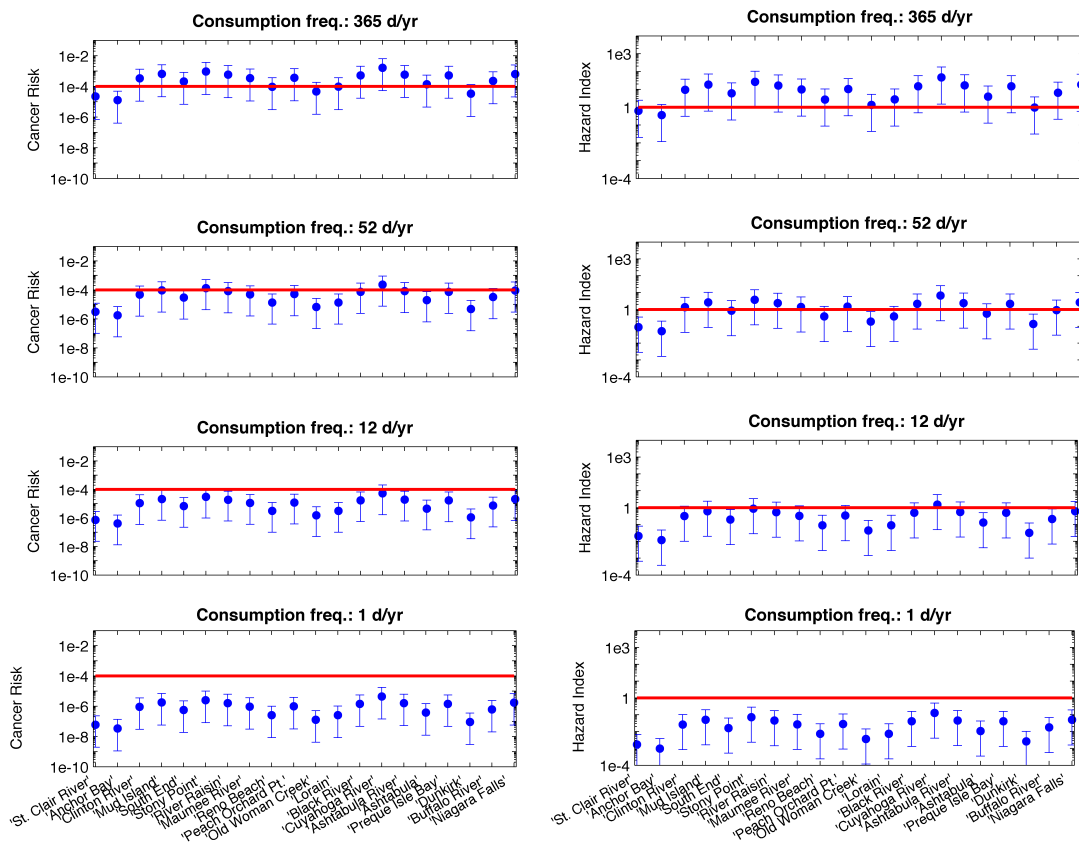 Consumption freq.: 365 d/yr
Cancer Risk
1e-2
1e-4
1e-6
1e-8
1e-10
Consumption freq.: 365 d/yr
Hazard Index
1e3
1
1e-4
Consumption freq.: 52 d/yr
Cancer Risk
1e-2
1e-4
1e-6
1e-8
1e-10
Consumption freq.: 52 d/yr
Hazard Index
1e3
1
1e-4
Consumption freq.: 12 d/yr
Cancer Risk
1e-2
1e-4
1e-6
1e-8
1e-10
Consumption freq.: 12 d/yr
Hazard Index
1e3
1
1e-4
Consumption freq.: 1 d/yr
Cancer Risk
1e-2
1e-4
1e-6
1e-8
1e-10
'St. Clair River'
'Anchor Bay'
'Clinton River'
'Mud Island'
'South End'
'Stony Point'
'River Raisin'
'Maumee River'
'Reno Beach'
'Peach Orchard Pt.'
'Old Woman Creek'
'Lorain'
'Black River'
'Cuyahoga River'
'Ashtabula River'
'Ashtabula'
'Preque Isle Bay'
'Dunkirk'
'Buffalo River'
'Niagara Falls'
Consumption freq.: 1 d/yr
Hazard Index
1e3
1
1e-4
'St. Clair River'
'Anchor Bay'
'Clinton River'
'Mud Island'
'South End'
'Stony Point'
'River Raisin'
'Maumee River'
'Reno Beach'
'Peach Orchard Pt.'
'Old Woman Creek'
'Lorain'
'Black River'
'Cuyahoga River'
'Ashtabula River'
'Ashtabula'
'Preque Isle Bay'
'Dunkirk'
'Buffalo River'
'Niagara Falls'